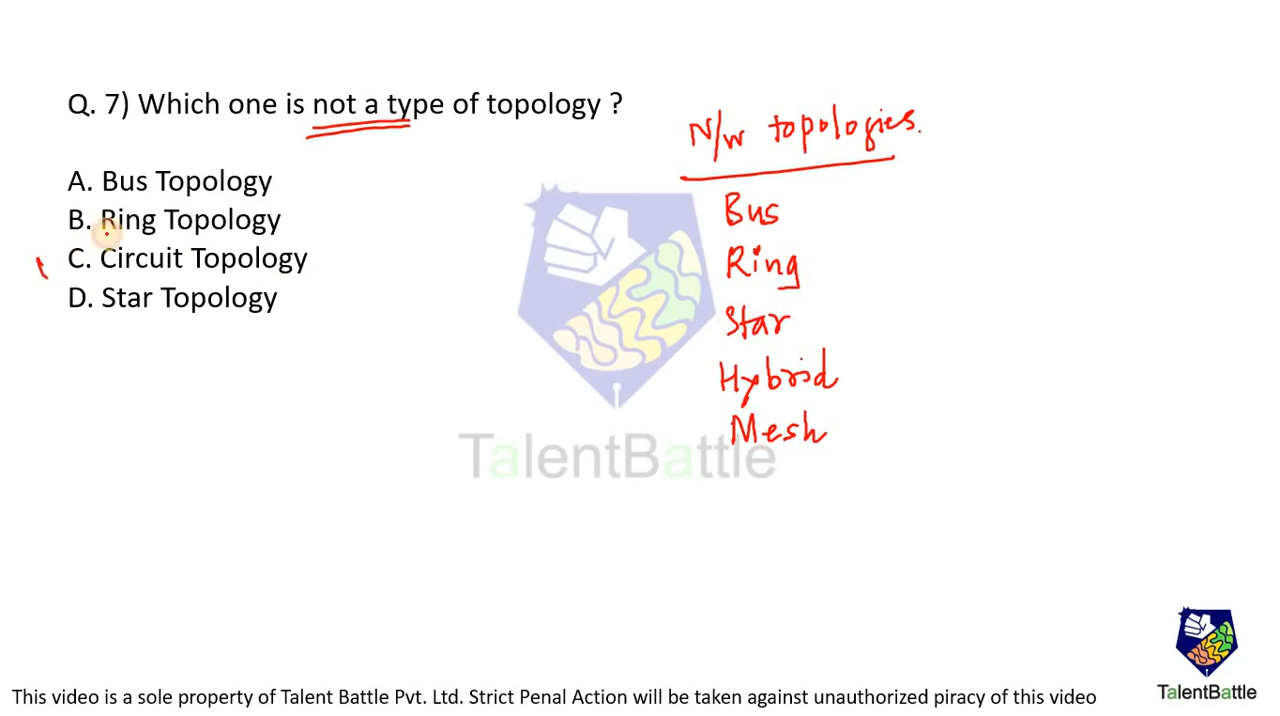 Q. 7) Which one is not a type of topology ?
A. Bus Topology
B. Ring Topology
C. Circuit Topology
D. Star Topology
N/w topologies.
Bus
Ring
Star
Hybrid
Mesh
TalentBattle
TalentBattle
This video is a sole property of Talent Battle Pvt. Ltd. Strict Penal Action will be taken against unauthorized piracy of this video